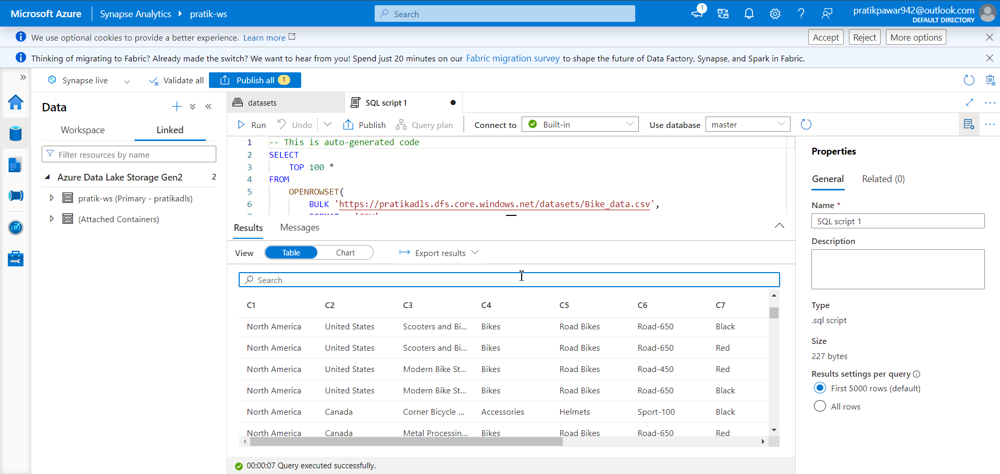 Microsoft Azure Synapse Analytics pratik-ws Search 1 pratikpawar942@outlook.com
DEFAULT DIRECTORY
We use optional cookies to provide a better experience. Learn more Accept Reject More options
Thinking of migrating to Fabric? Already made the switch? We want to hear from you! Spend just 20 minutes on our Fabric migration survey to shape the future of Data Factory, Synapse, and Spark in Fabric.
Synapse live Validate all Publish all 1
Data
Workspace Linked
Filter resources by name
Azure Data Lake Storage Gen2 2
pratik-ws (Primary - pratikadls)
(Attached Containers)
datasets SQL script 1
Run Undo Publish Query plan Connect to Built-in Use database master
1 -- This is auto-generated code
2 SELECT
3 TOP 100 *
4 FROM
5 OPENROWSET(
6 BULK 'https://pratikadls.dfs.core.windows.net/datasets/Bike_data.csv',
Results Messages
View Table Chart Export results
Search
C1 C2 C3 C4 C5 C6 C7
North America United States Scooters and Bi... Bikes Road Bikes Road-650 Black
North America United States Scooters and Bi... Bikes Road Bikes Road-650 Red
North America United States Modern Bike St... Bikes Road Bikes Road-450 Red
North America United States Modern Bike St... Bikes Road Bikes Road-650 Black
North America Canada Corner Bicycle ... Accessories Helmets Sport-100 Black
North America Canada Metal Processin... Bikes Road Bikes Road-650 Red
00:00:07 Query executed successfully.
Properties
General Related (0)
Name *
SQL script 1
Description
Type
.sql script
Size
227 bytes
Results settings per query
First 5000 rows (default)
All rows